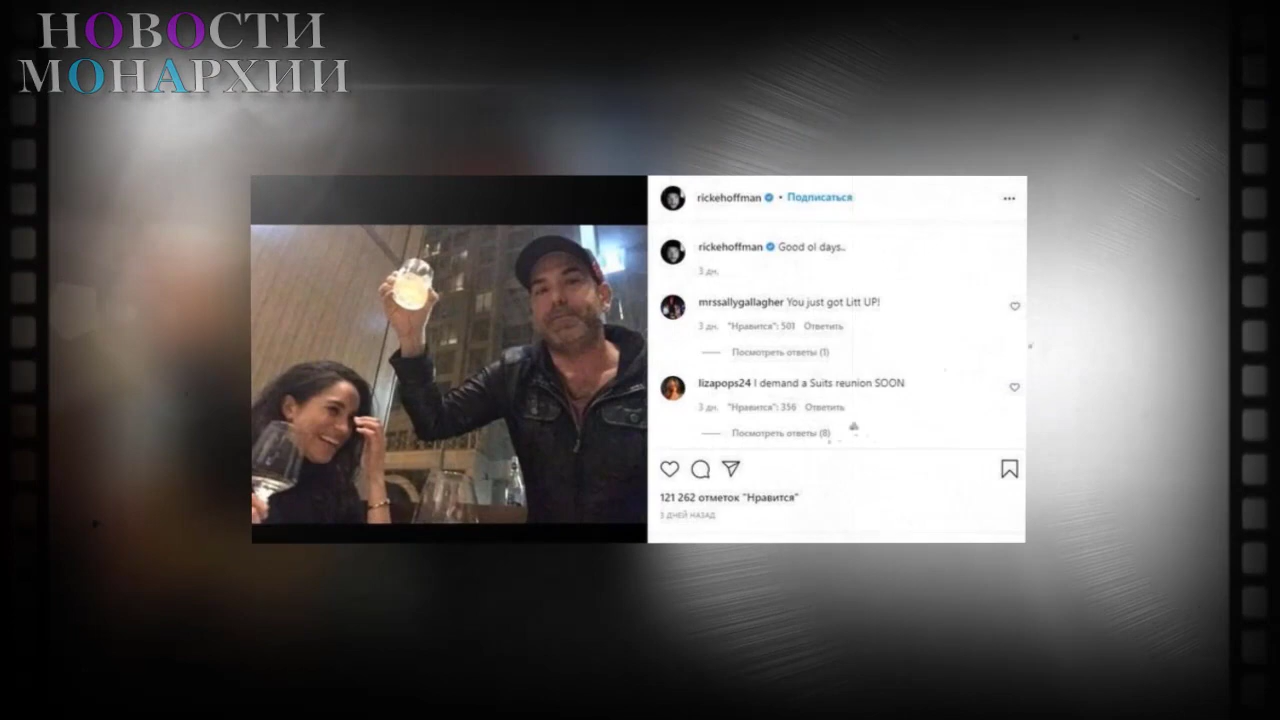 НОВОСТИ
МОНАРХИИ
rickehoffman • Подписаться
rickehoffman Good ol days..
3 дн.
mrssallygallagher You just got Litt UP!
3 дн. "Нравится": 501 Ответить
Посмотреть ответы (1)
lizapops24 I demand a Suits reunion SOON
3 дн. "Нравится": 356 Ответить
Посмотреть ответы (8)
121 262 отметок "Нравится"
3 ДНЕЙ НАЗАД